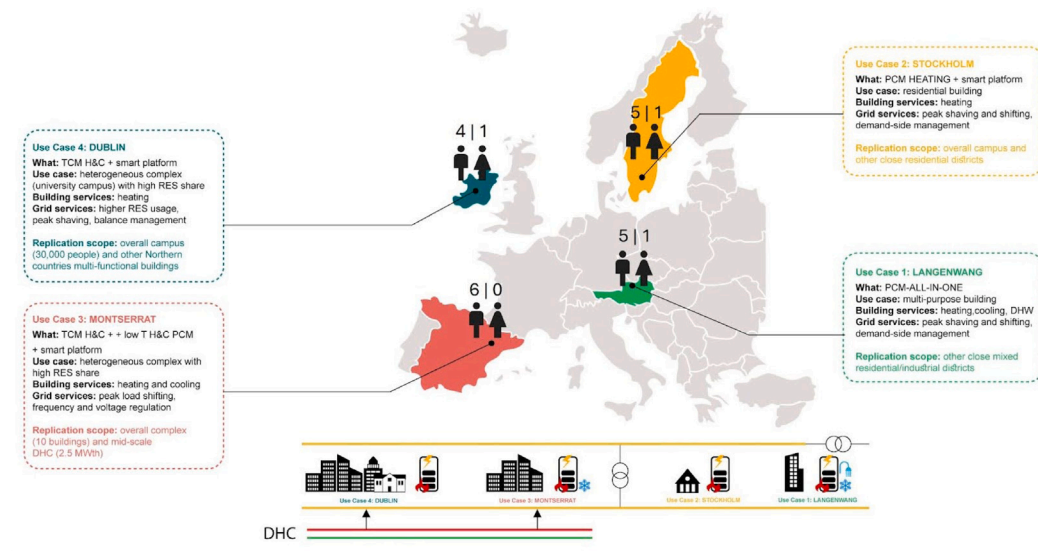 Use Case 2: STOCKHOLM
What: PCM HEATING + smart platform
Use case: residential building
Building services: heating
Grid services: peak shaving and shifting,
demand-side management
Replication scope: overall campus and
other close residential districts
5 | 1
4 | 1
Use Case 4: DUBLIN
What: TCM H&C + smart platform
Use case: heterogeneous complex
(university campus) with high RES share
Building services: heating
Grid services: higher RES usage,
peak shaving, balance management
Replication scope: overall campus
(30,000 people) and other Northern
countries multi-functional buildings
5 | 1
Use Case 1: LANGENWANG
What: PCM-ALL-IN-ONE
Use case: multi-purpose building
Building services: heating,cooling, DHW
Grid services: peak shaving and shifting,
demand-side management
Replication scope: other close mixed
residential/industrial districts
6 | 0
Use Case 3: MONTSERRAT
What: TCM H&C + + low T H&C PCM
+ smart platform
Use case: heterogeneous complex with
high RES share
Building services: heating and cooling
Grid services: peak load shifting,
frequency and voltage regulation
Replication scope: overall complex
(10 buildings) and mid-scale
DHC (2.5 MWth)
Use Case 4: DUBLIN
Use Case 3: MONTSERRAT
Use Case 2: STOCKHOLM
Use Case 1: LANGENWANG
DHC